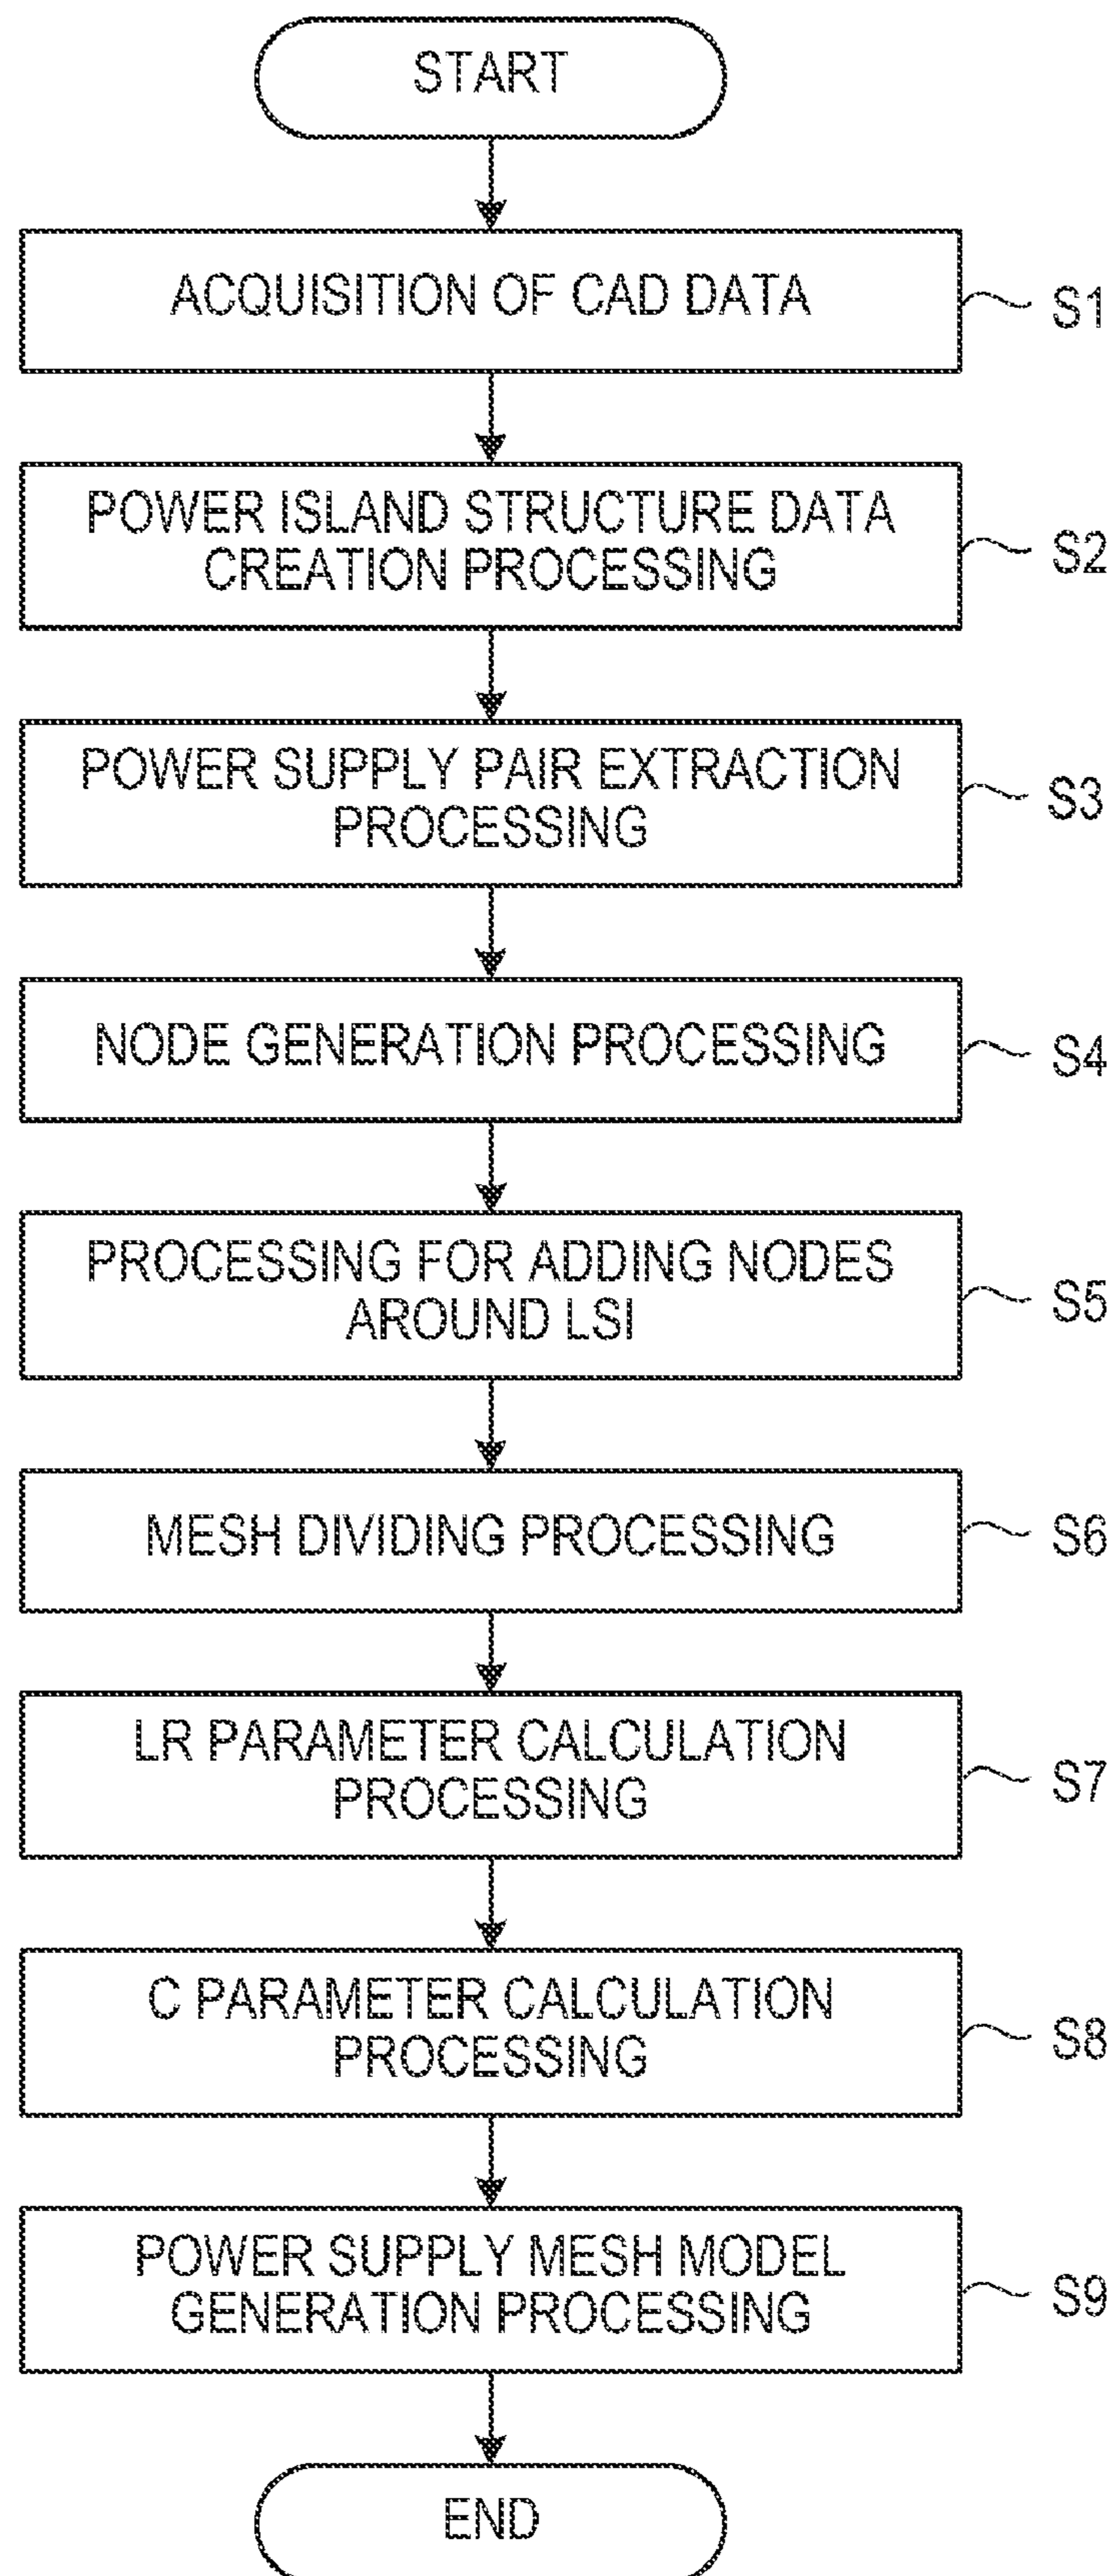 START
ACQUISITION OF CAD DATA
S1
POWER ISLAND STRUCTURE DATA
CREATION PROCESSING
S2
POWER SUPPLY PAIR EXTRACTION
PROCESSING
S3
NODE GENERATION PROCESSING
S4
PROCESSING FOR ADDING NODES
AROUND LSI
S5
MESH DIVIDING PROCESSING
S6
LR PARAMETER CALCULATION
PROCESSING
S7
C PARAMETER CALCULATION
PROCESSING
S8
POWER SUPPLY MESH MODEL
GENERATION PROCESSING
S9
END